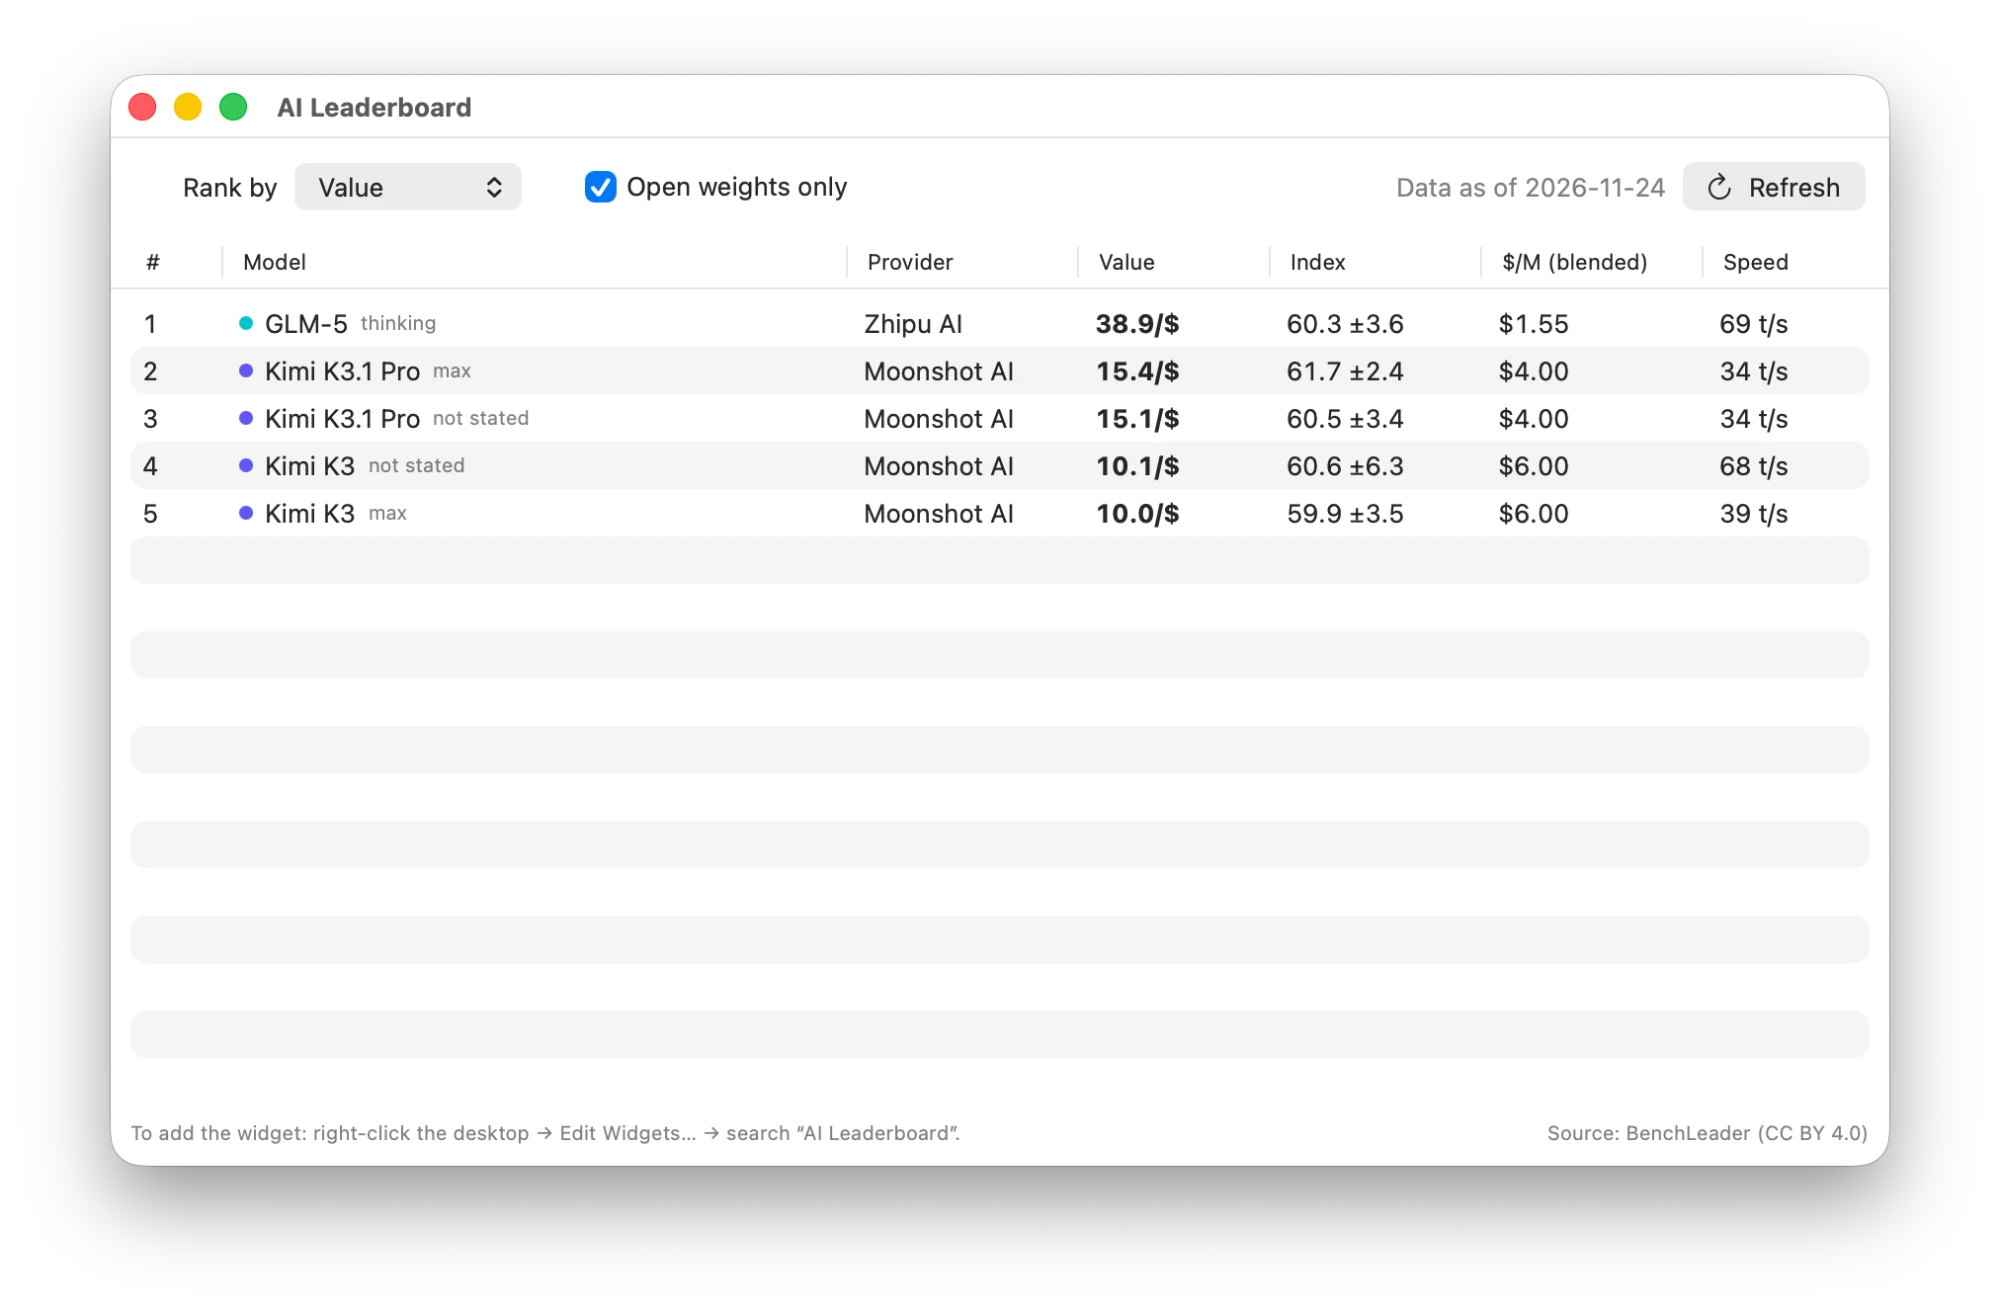 AI Leaderboard
Rank by Value Open weights only Data as of 2026-11-24 Refresh
# Model Provider Value Index $/M (blended) Speed
1 GLM-5 thinking Zhipu AI 38.9/$ 60.3 ±3.6 $1.55 69 t/s
2 Kimi K3.1 Pro max Moonshot AI 15.4/$ 61.7 ±2.4 $4.00 34 t/s
3 Kimi K3.1 Pro not stated Moonshot AI 15.1/$ 60.5 ±3.4 $4.00 34 t/s
4 Kimi K3 not stated Moonshot AI 10.1/$ 60.6 ±6.3 $6.00 68 t/s
5 Kimi K3 max Moonshot AI 10.0/$ 59.9 ±3.5 $6.00 39 t/s
To add the widget: right-click the desktop → Edit Widgets… → search “AI Leaderboard”. Source: BenchLeader (CC BY 4.0)